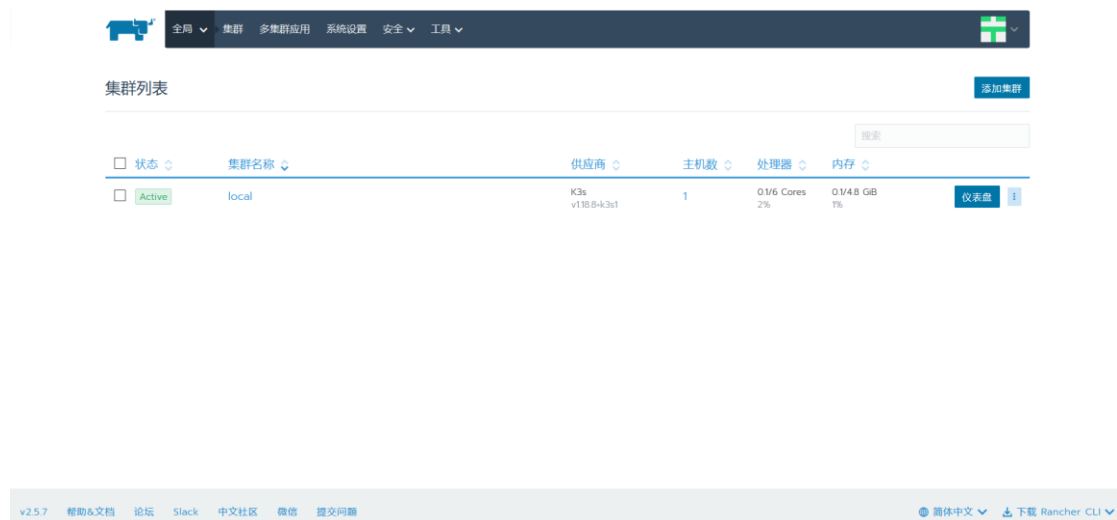 全局 集群 多集群应用 系统设置 安全 工具
集群列表 添加集群
搜索
状态 集群名称 供应商 主机数 处理器 内存
Active local K3s 1 0.1/6 Cores 0.1/4.8 GiB 仪表盘
v1.18.8+k3s1 2% 1%
v2.5.7 帮助&文档 论坛 Slack 中文社区 微信 提交问题 简体中文 下载 Rancher CLI